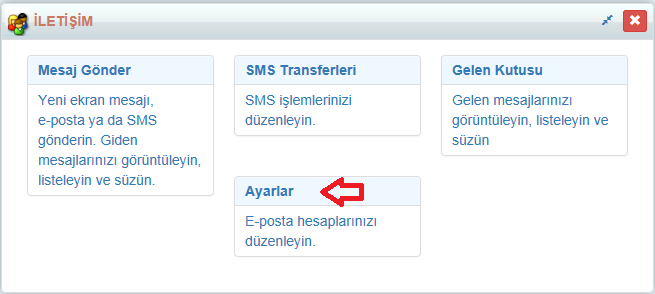 İLETİŞİM
Mesaj Gönder
Yeni ekran mesajı,
e-posta ya da SMS
gönderin. Giden
mesajlarınızı görüntüleyin,
listeleyin ve süzün.
SMS Transferleri
SMS işlemlerinizi
düzenleyin.
Gelen Kutusu
Gelen mesajlarınızı
görüntüleyin, listeleyin ve
süzün
Ayarlar
E-posta hesaplarınızı
düzenleyin.